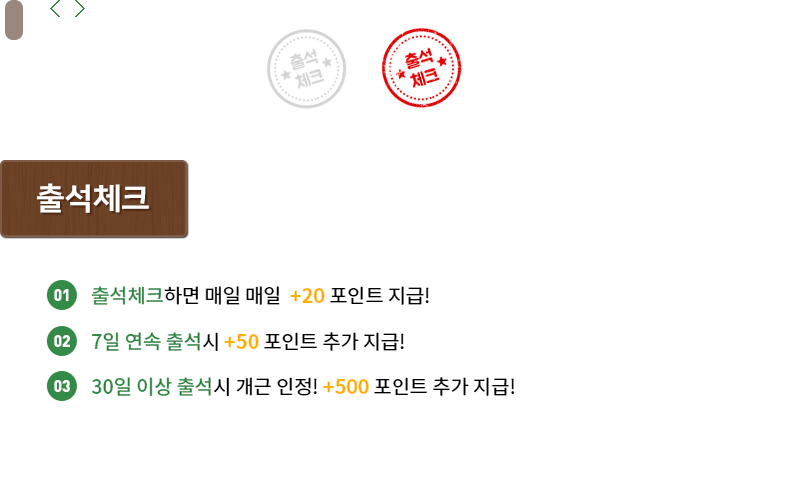 출석
체크
출석
체크
출석체크
01 출석체크하면 매일 매일 +20 포인트 지급!
02 7일 연속 출석시 +50 포인트 추가 지급!
03 30일 이상 출석시 개근 인정! +500 포인트 추가 지급!